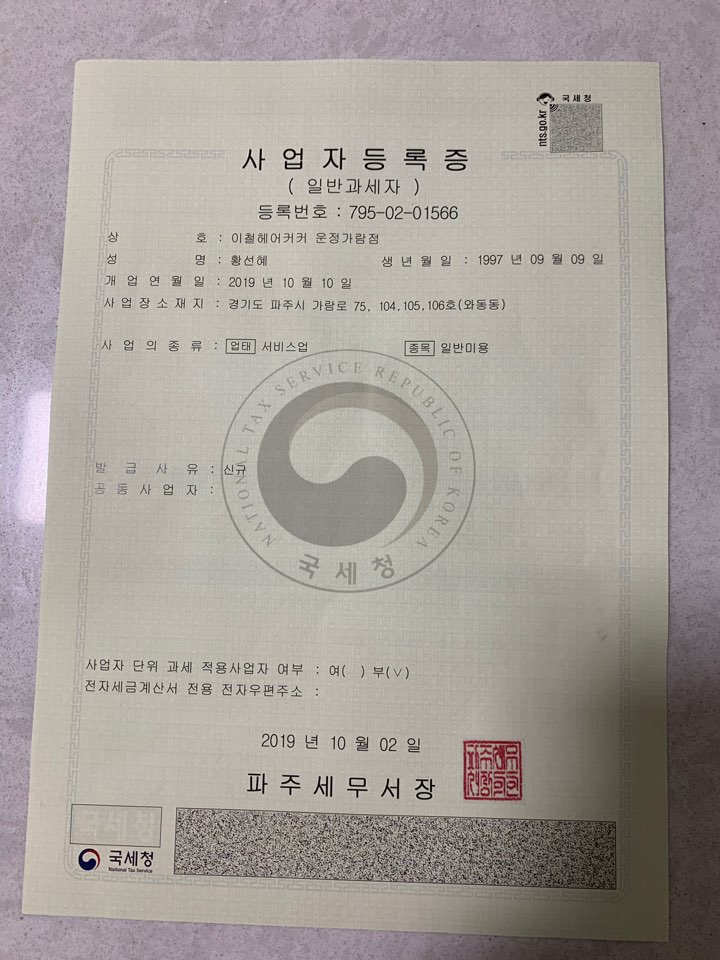 국세청
nts.go.kr
사업자등록증
( 일반과세자 )
등록번호 : 795-02-01566
상 호 : 이철헤어커커 운정가람점
성 명 : 황선혜 생 년 월 일 : 1997 년 09 월 09 일
개 업 연 월 일 : 2019 년 10 월 10 일
사 업 장 소 재 지 : 경기도 파주시 가람로 75, 104,105,106호(와동동)
사 업 의 종 류 : 업태 서비스업 종목 일반미용
NATIONAL TAX SERVICE REPUBLIC OF KOREA
발 급 사 유 : 신규
공 동 사 업 자 :
국세청
사업자 단위 과세 적용사업자 여부 : 여( ) 부(∨)
전자세금계산서 전용 전자우편주소 :
2019 년 10 월 02 일
파주세무서장
국세청
국세청
National Tax Service